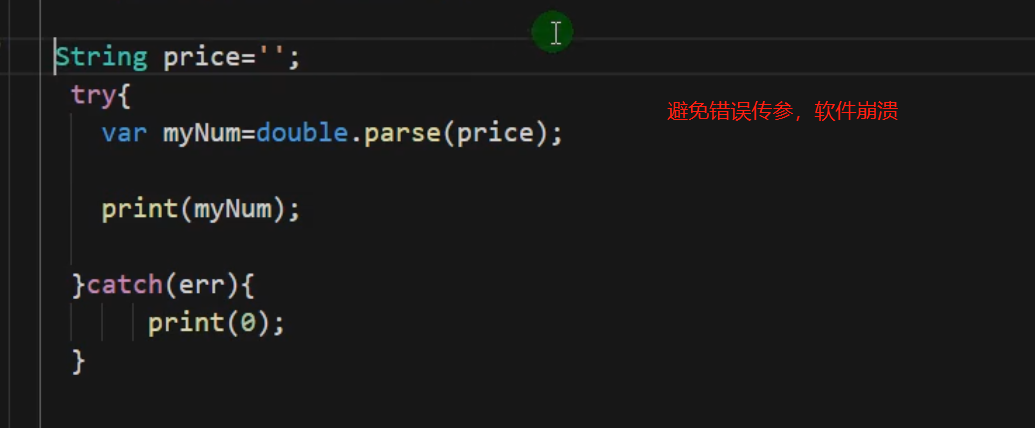 String price='';
try{
var myNum=double.parse(price);
避免错误传参，软件崩溃
print(myNum);
}catch(err){
print(0);
}